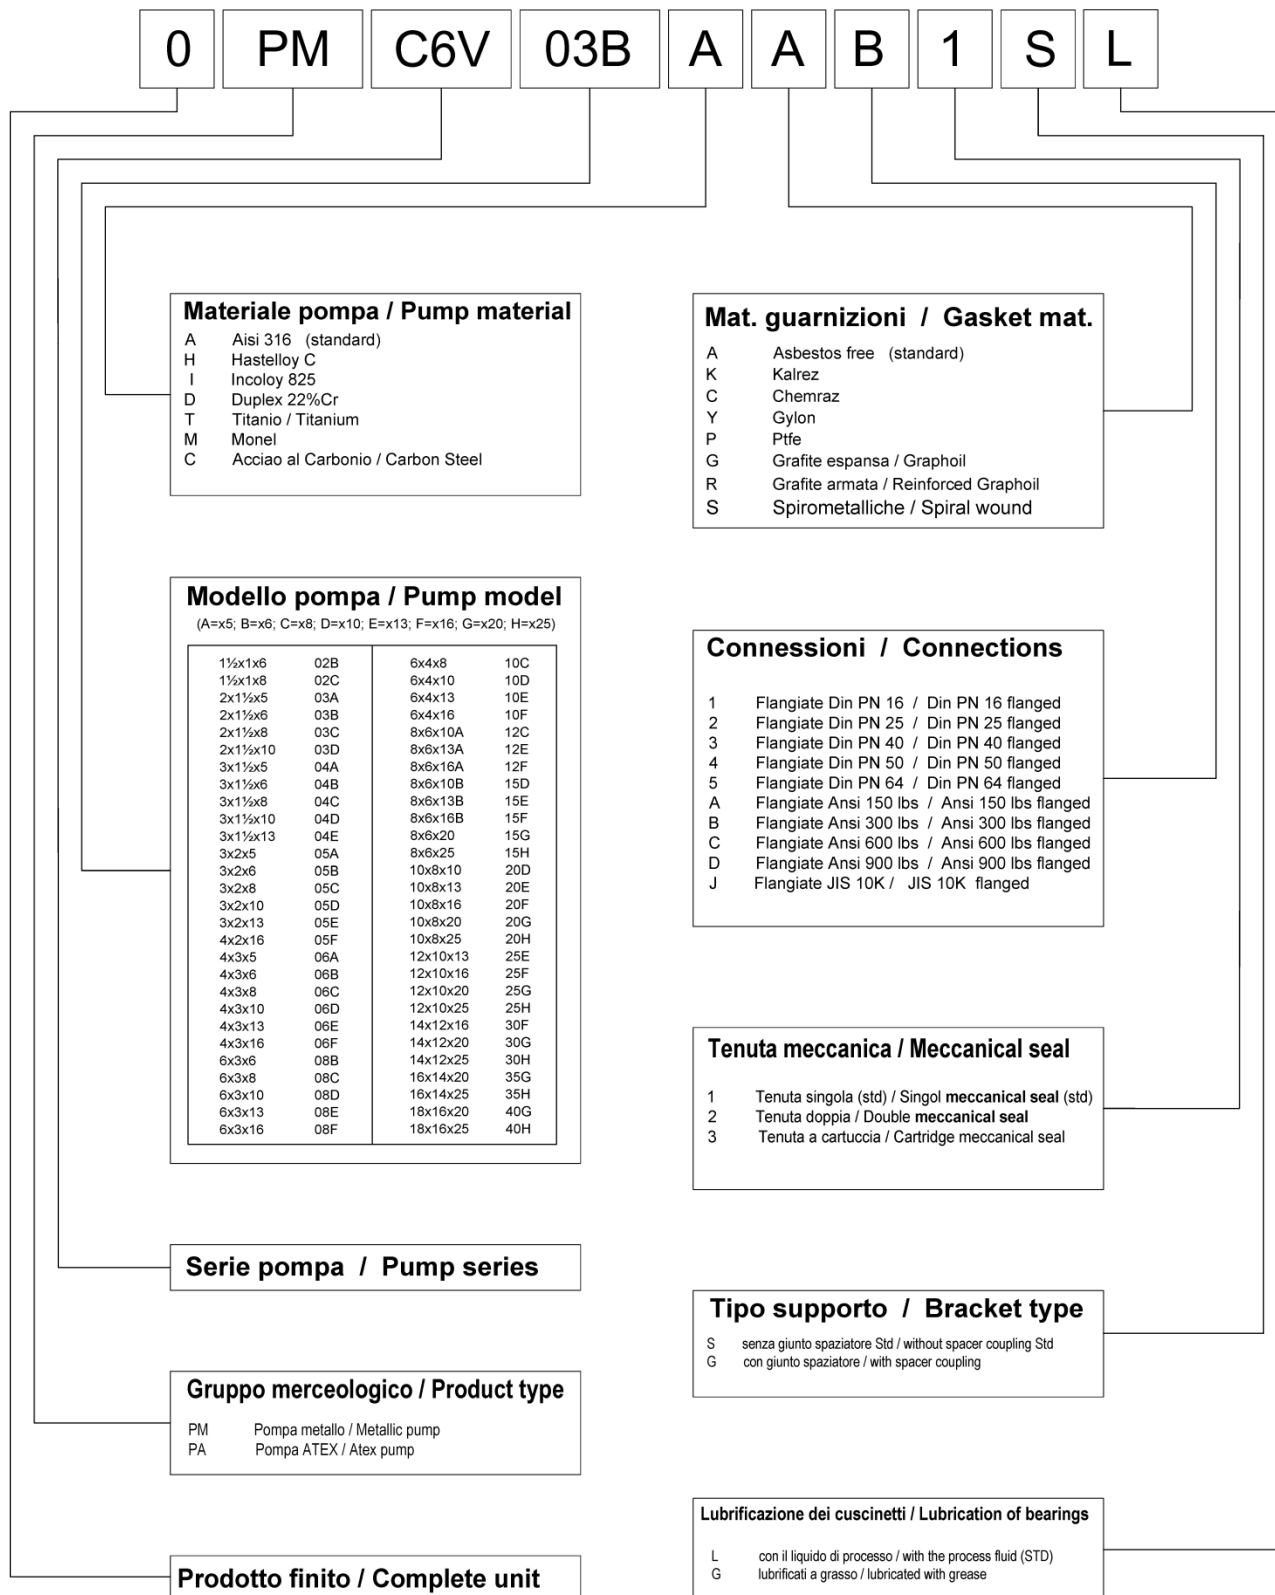 0 PM C6V 03B A A B 1 S L
Materiale pompa / Pump material
A Aisi 316 (standard)
H Hastelloy C
I Incoloy 825
D Duplex 22%Cr
T Titanio / Titanium
M Monel
C Acciao al Carbonio / Carbon Steel
Modello pompa / Pump model
(A=x5; B=x6; C=x8; D=x10; E=x13; F=x16; G=x20; H=x25)
1½x1x6 02B 6x4x8 10C
1½x1x8 02C 6x4x10 10D
2x1½x5 03A 6x4x13 10E
2x1½x6 03B 6x4x16 10F
2x1½x8 03C 8x6x10A 12C
2x1½x10 03D 8x6x13A 12E
3x1½x5 04A 8x6x16A 12F
3x1½x6 04B 8x6x10B 15D
3x1½x8 04C 8x6x13B 15E
3x1½x10 04D 8x6x16B 15F
3x1½x13 04E 8x6x20 15G
3x2x5 05A 8x6x25 15H
3x2x6 05B 10x8x10 20D
3x2x8 05C 10x8x13 20E
3x2x10 05D 10x8x16 20F
3x2x13 05E 10x8x20 20G
4x2x16 05F 10x8x25 20H
4x3x5 06A 12x10x13 25E
4x3x6 06B 12x10x16 25F
4x3x8 06C 12x10x20 25G
4x3x10 06D 12x10x25 25H
4x3x13 06E 14x12x16 30F
4x3x16 06F 14x12x20 30G
6x3x6 08B 14x12x25 30H
6x3x8 08C 16x14x20 35G
6x3x10 08D 16x14x25 35H
6x3x13 08E 18x16x20 40G
6x3x16 08F 18x16x25 40H
Serie pompa / Pump series
Gruppo merceologico / Product type
PM Pompa metallo / Metallic pump
PA Pompa ATEX / Atex pump
Prodotto finito / Complete unit
Mat. guarnizioni / Gasket mat.
A Asbestos free (standard)
K Kalrez
C Chemraz
Y Gylon
P Ptfe
G Grafite espansa / Graphoil
R Grafite armata / Reinforced Graphoil
S Spirometalliche / Spiral wound
Connessioni / Connections
1 Flangiate Din PN 16 / Din PN 16 flanged
2 Flangiate Din PN 25 / Din PN 25 flanged
3 Flangiate Din PN 40 / Din PN 40 flanged
4 Flangiate Din PN 50 / Din PN 50 flanged
5 Flangiate Din PN 64 / Din PN 64 flanged
A Flangiate Ansi 150 lbs / Ansi 150 lbs flanged
B Flangiate Ansi 300 lbs / Ansi 300 lbs flanged
C Flangiate Ansi 600 lbs / Ansi 600 lbs flanged
D Flangiate Ansi 900 lbs / Ansi 900 lbs flanged
J Flangiate JIS 10K / JIS 10K flanged
Tenuta meccanica / Meccanical seal
1 Tenuta singola (std) / Singol meccanical seal (std)
2 Tenuta doppia / Double meccanical seal
3 Tenuta a cartuccia / Cartridge meccanical seal
Tipo supporto / Bracket type
S senza giunto spaziatore Std / without spacer coupling Std
G con giunto spaziatore / with spacer coupling
Lubrificazione dei cuscinetti / Lubrication of bearings
L con il liquido di processo / with the process fluid (STD)
G lubrificati a grasso / lubricated with grease